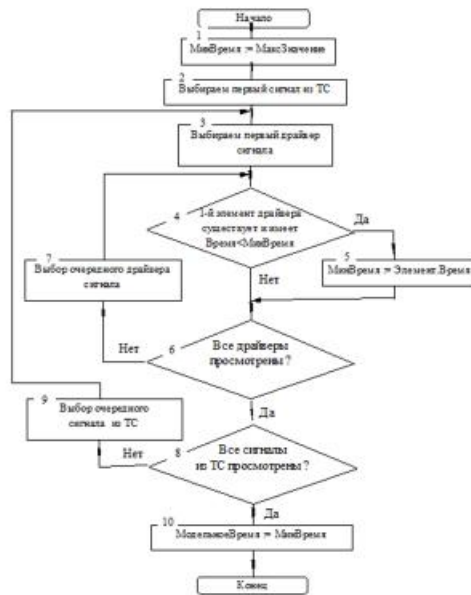 Начало
1
МинВремя := МаксЗначение
2
Выбираем первый сигнал из ТС
3
Выбираем первый драйвер
сигнала
4
1-й элемент драйвера
существует и имеет
Время<МинВремя
Да
7
Выбор очередного драйвера
сигнала
5
МинВремя := Элемент.Время
Нет
6
Все драйверы
просмотрены ?
Нет
Да
9
Выбор очередного
сигнала из ТС
8
Все сигналы
из ТС просмотрены ?
Нет
Да
10
МодельноеВремя := МинВремя
Конец